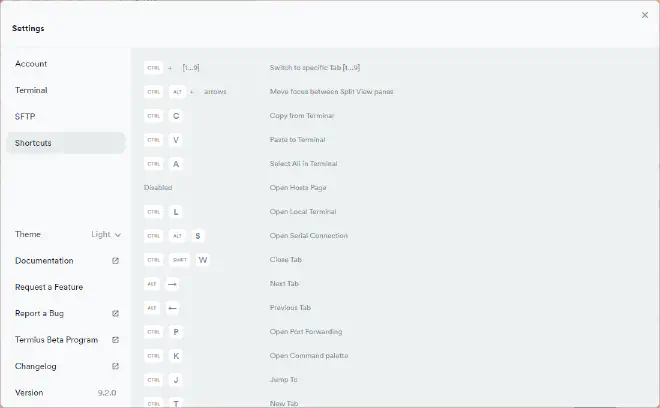 Settings
Account
Terminal
SFTP
Shortcuts
Theme Light
Documentation
Request a Feature
Report a Bug
Termius Beta Program
Changelog
Version 9.2.0
CTRL + [1...9] Switch to specific Tab [1...9]
CTRL ALT + arrows Move focus between Split View panes
CTRL C Copy from Terminal
CTRL V Paste to Terminal
CTRL A Select All in Terminal
Disabled Open Hosts Page
CTRL L Open Local Terminal
CTRL ALT S Open Serial Connection
CTRL SHIFT W Close Tab
ALT → Next Tab
ALT ← Previous Tab
CTRL P Open Port Forwarding
CTRL K Open Command palette
CTRL J Jump To
CTRL T New Tab